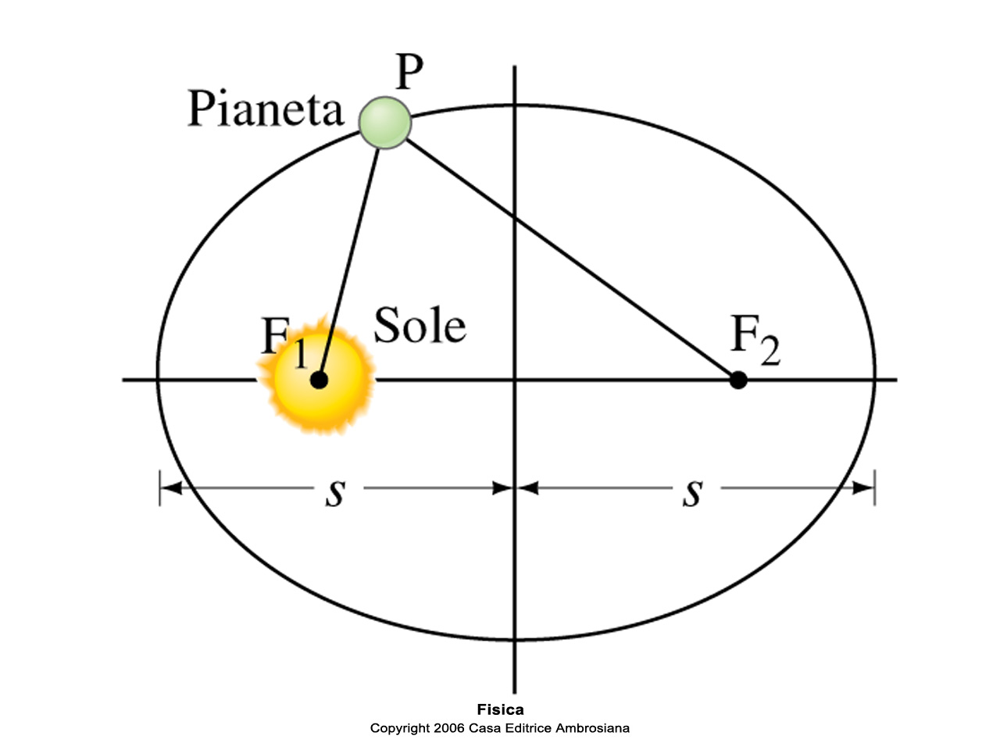 P
Pianeta
F₁
Sole
F₂
s
s
Fisica
Copyright 2006 Casa Editrice Ambrosiana